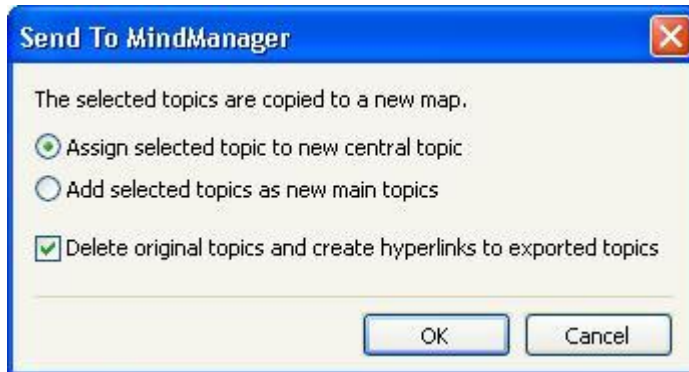 Send To MindManager
The selected topics are copied to a new map.
Assign selected topic to new central topic
Add selected topics as new main topics
Delete original topics and create hyperlinks to exported topics
OK
Cancel